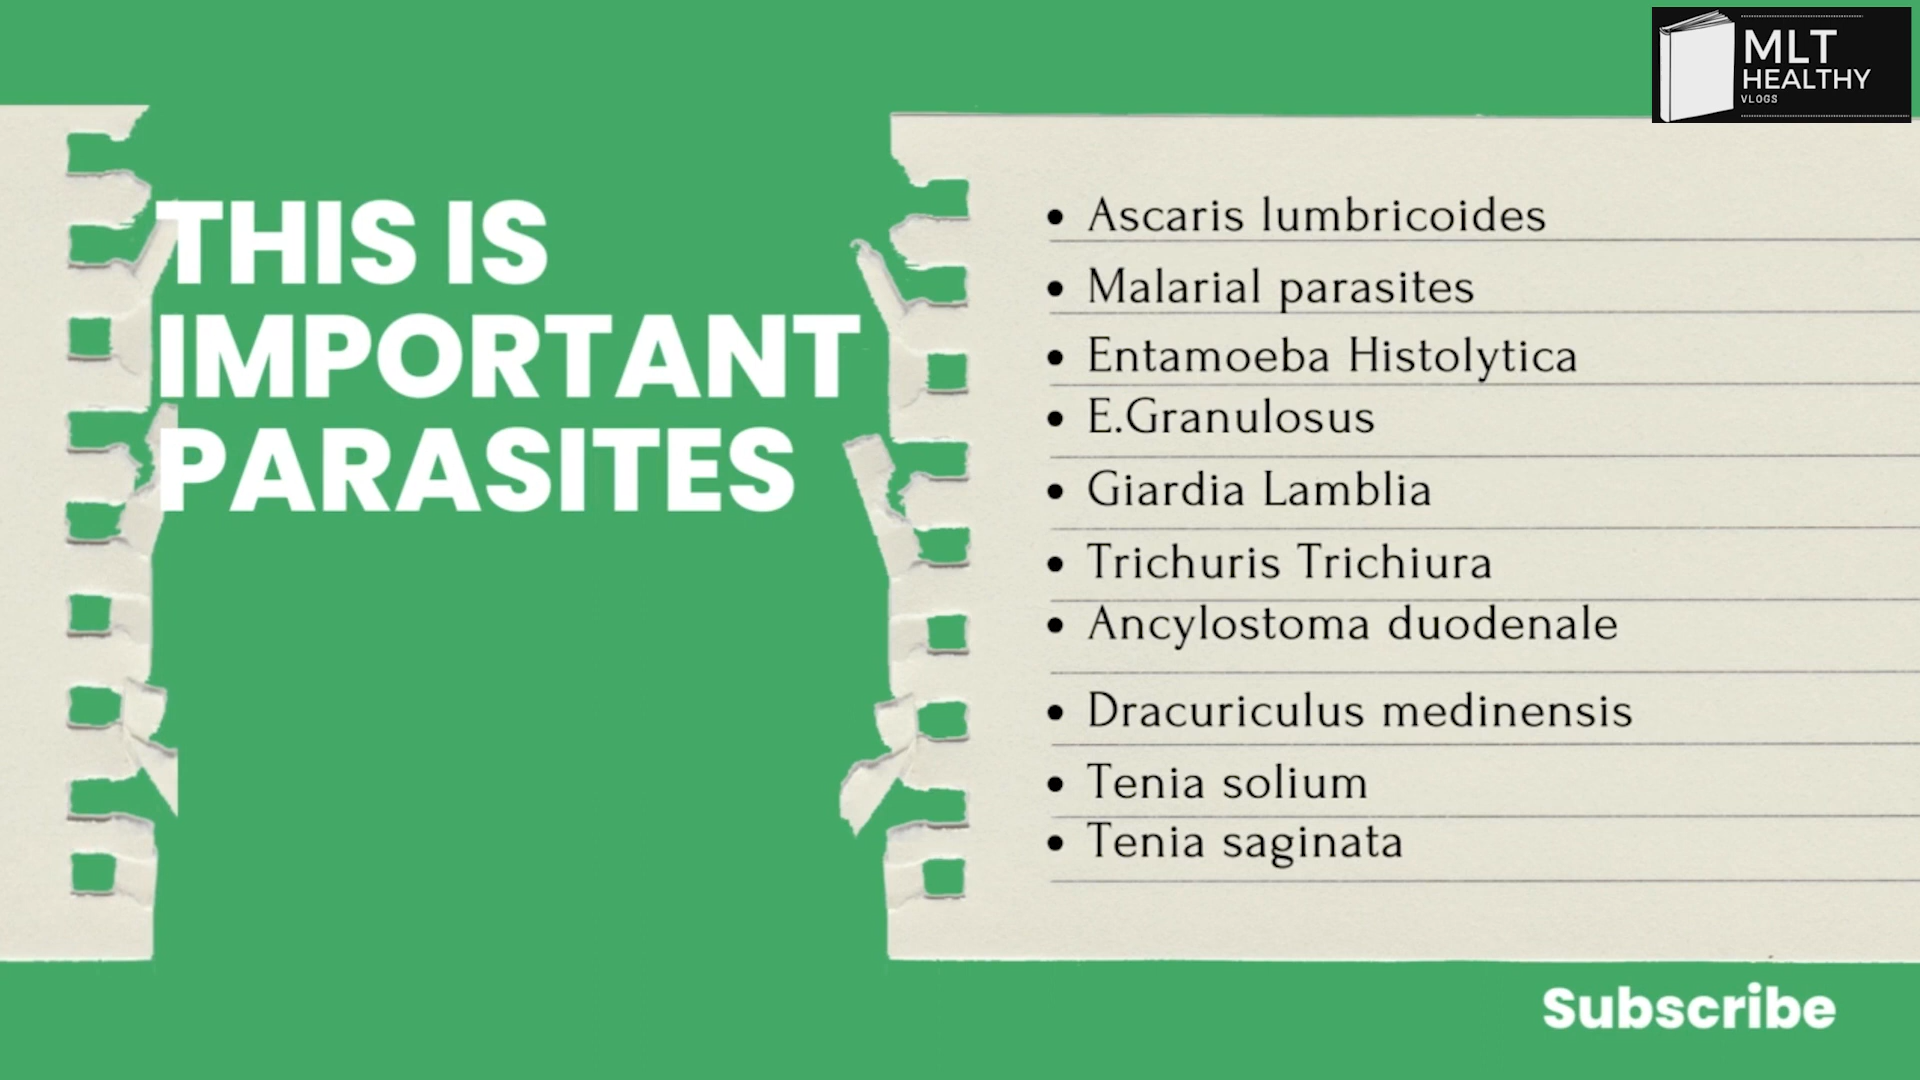 MLT
HEALTHY
VLOGS
THIS IS
IMPORTANT
PARASITES
Ascaris lumbricoides
Malarial parasites
Entamoeba Histolytica
E.Granulosus
Giardia Lamblia
Trichuris Trichiura
Ancylostoma duodenale
Dracuriculus medinensis
Tenia solium
Tenia saginata
Subscribe